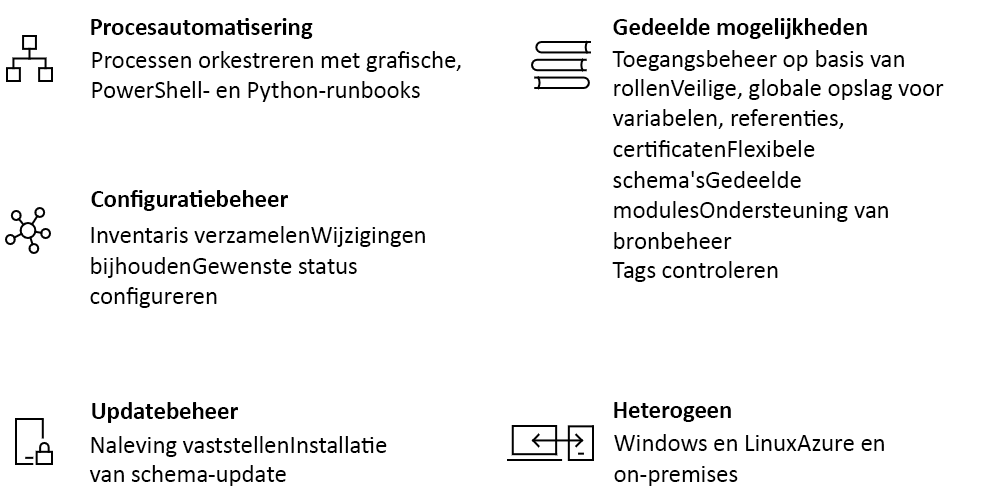 Procesautomatisering
Processen orkestreren met grafische,
PowerShell- en Python-runbooks
Configuratiebeheer
Inventaris verzamelenWijzigingen
bijhoudenGewenste status
configureren
Updatebeheer
Naleving vaststellenInstallatie
van schema-update
Gedeelde mogelijkheden
Toegangsbeheer op basis van
rollenVeilige, globale opslag voor
variabelen, referenties,
certificatenFlexibele
schema'sGedeelde
modulesOndersteuning van
bronbeheer
Tags controleren
Heterogeen
Windows en LinuxAzure en
on-premises